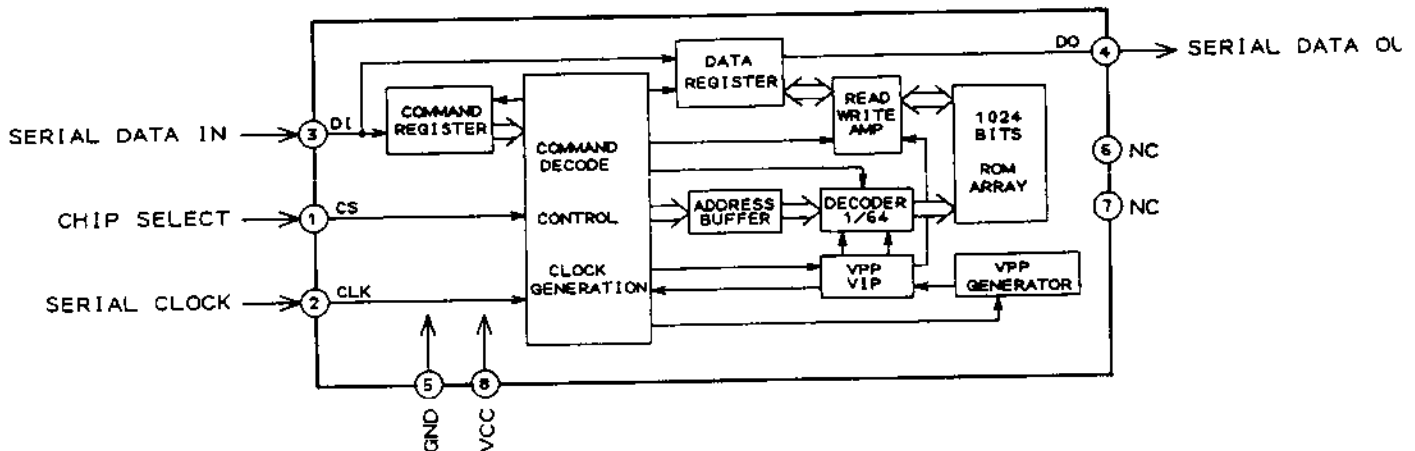 DO
4
SERIAL DATA OU
DATA
REGISTER
SERIAL DATA IN
3
DI
COMMAND
REGISTER
READ
WRITE
AMP
1024
BITS
ROM
ARRAY
6
NC
COMMAND
DECODE
CHIP SELECT
1
CS
CONTROL
ADDRESS
BUFFER
DECODER
1/64
7
NC
SERIAL CLOCK
2
CLK
CLOCK
GENERATION
VPP
VIP
VPP
GENERATOR
5
8
GND
VCC